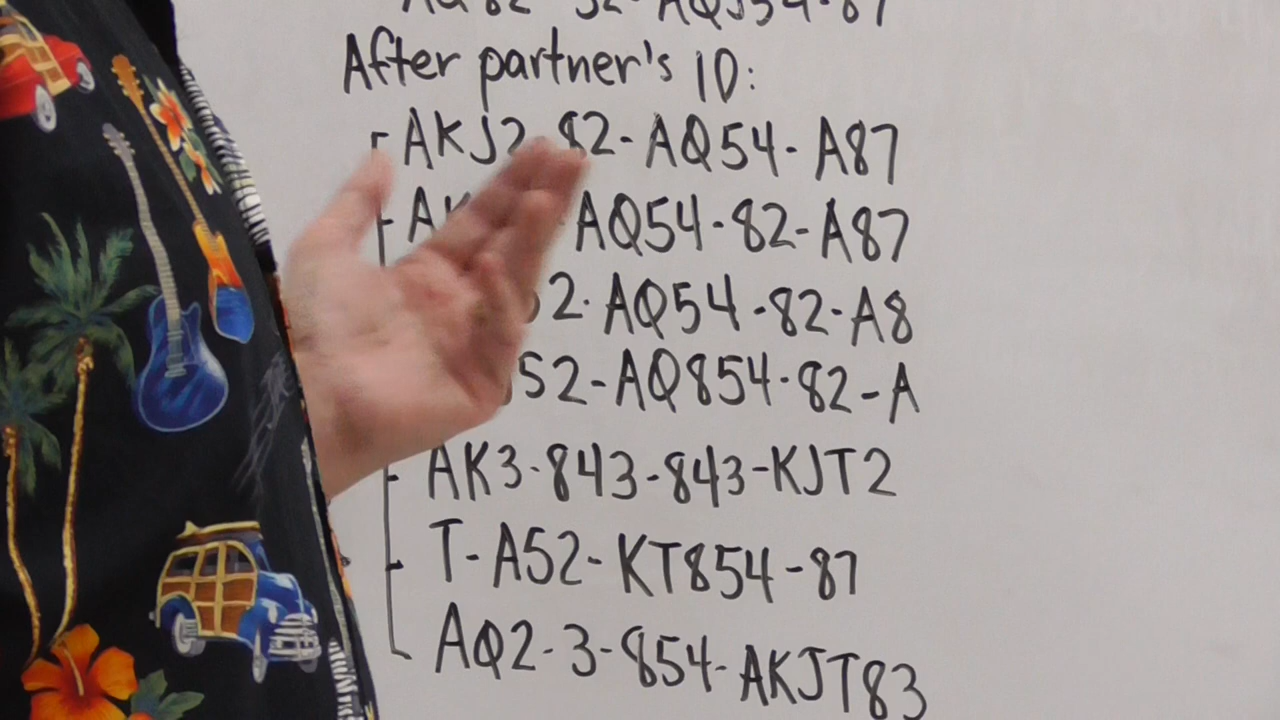 After partner's 1D:
AKJ2-82-AQ54-A87
AQ54-82-A87
2-AQ54-82-A8
52-AQ854-82-A
AK3-843-843-KJT2
T-A52-KT854-87
AQ2-3-854-AKJT83